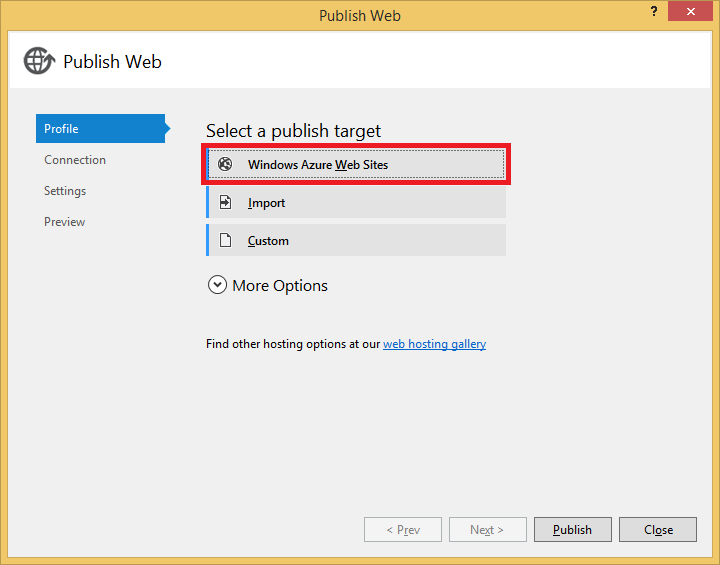 Publish Web
?
Publish Web
Profile
Connection
Settings
Preview
Select a publish target
Windows Azure Web Sites
Import
Custom
More Options
Find other hosting options at our web hosting gallery
< Prev
Next >
Publish
Close